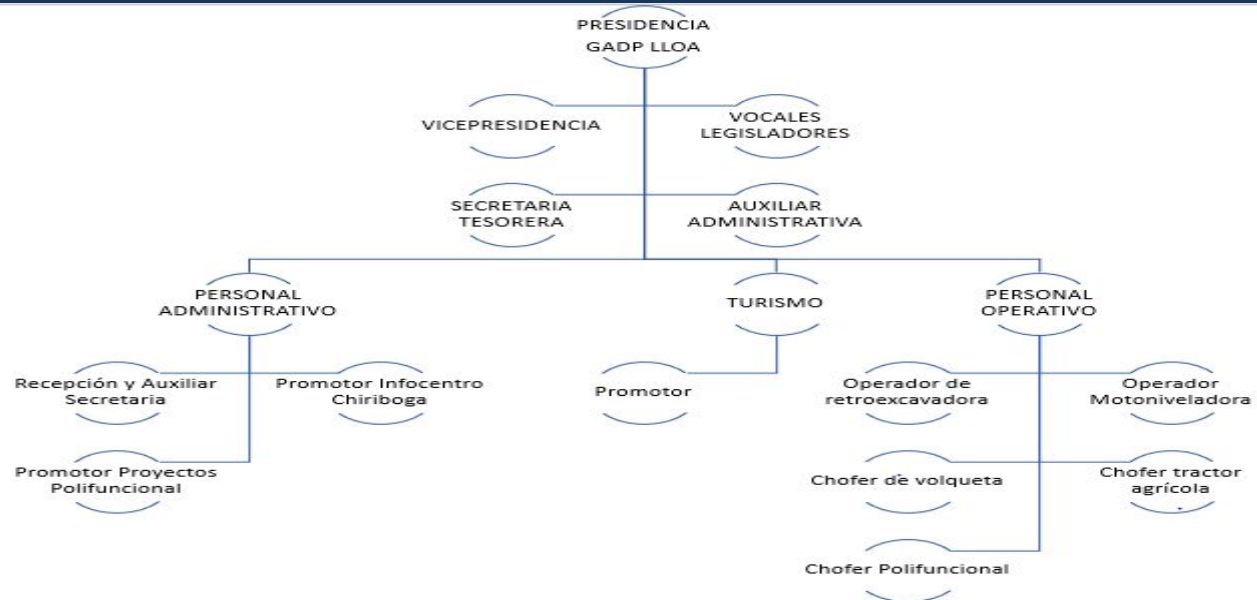 PRESIDENCIA
GADP LLOA
VICEPRESIDENCIA
VOCALES
LEGISLADORES
SECRETARIA
TESORERA
AUXILIAR
ADMINISTRATIVA
PERSONAL
ADMINISTRATIVO
TURISMO
PERSONAL
OPERATIVO
Recepción y Auxiliar
Secretaria
Promotor Infocentro
Chiriboga
Promotor
Operador de
retroexcavadora
Operador
Motoniveladora
Promotor Proyectos
Polifuncional
Chofer de volqueta
Chofer tractor
agrícola
Chofer Polifuncional